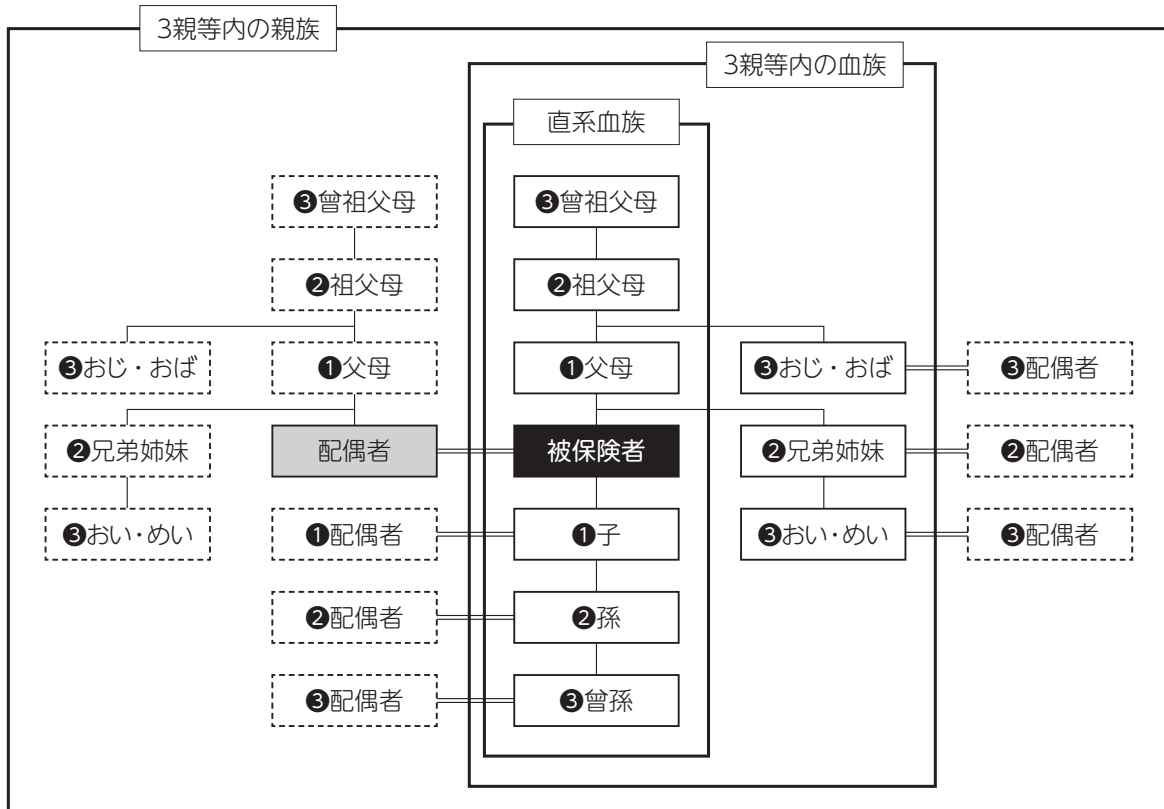 3親等内の親族
3親等内の血族
直系血族
❸曾祖父母
❸曾祖父母
❷祖父母
❷祖父母
❸おじ・おば
❶父母
❶父母
❸おじ・おば
❸配偶者
❷兄弟姉妹
配偶者
被保険者
❷兄弟姉妹
❷配偶者
❸おい・めい
❶配偶者
❶子
❸おい・めい
❸配偶者
❷配偶者
❷孫
❸配偶者
❸曾孫